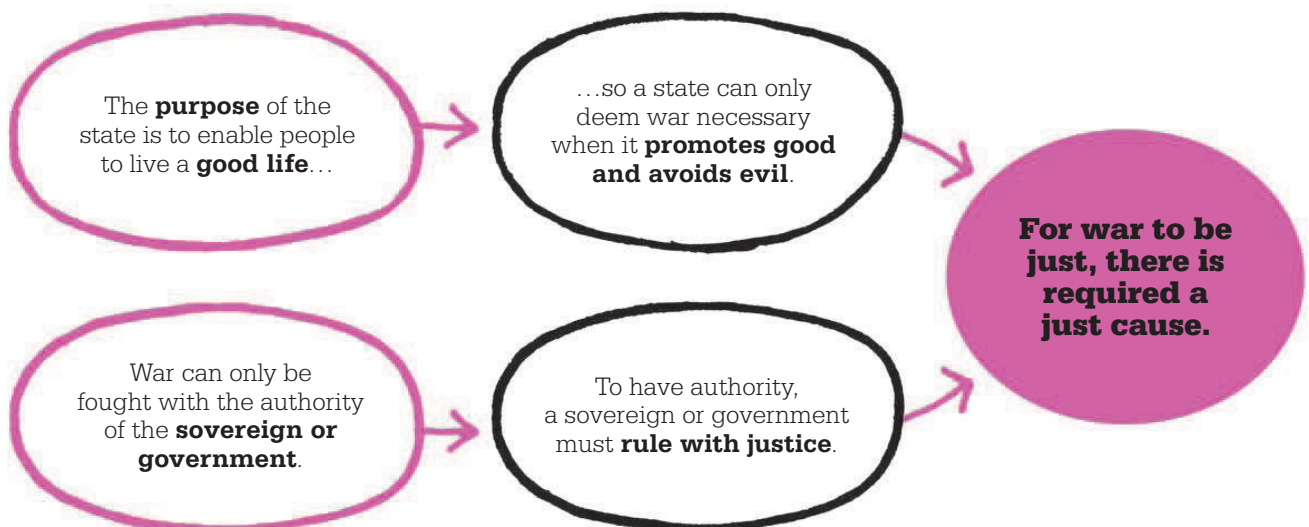 The purpose of the
state is to enable people
to live a good life…
…so a state can only
deem war necessary
when it promotes good
and avoids evil.
War can only be
fought with the authority
of the sovereign or
government.
To have authority,
a sovereign or government
must rule with justice.
For war to be
just, there is
required a
just cause.